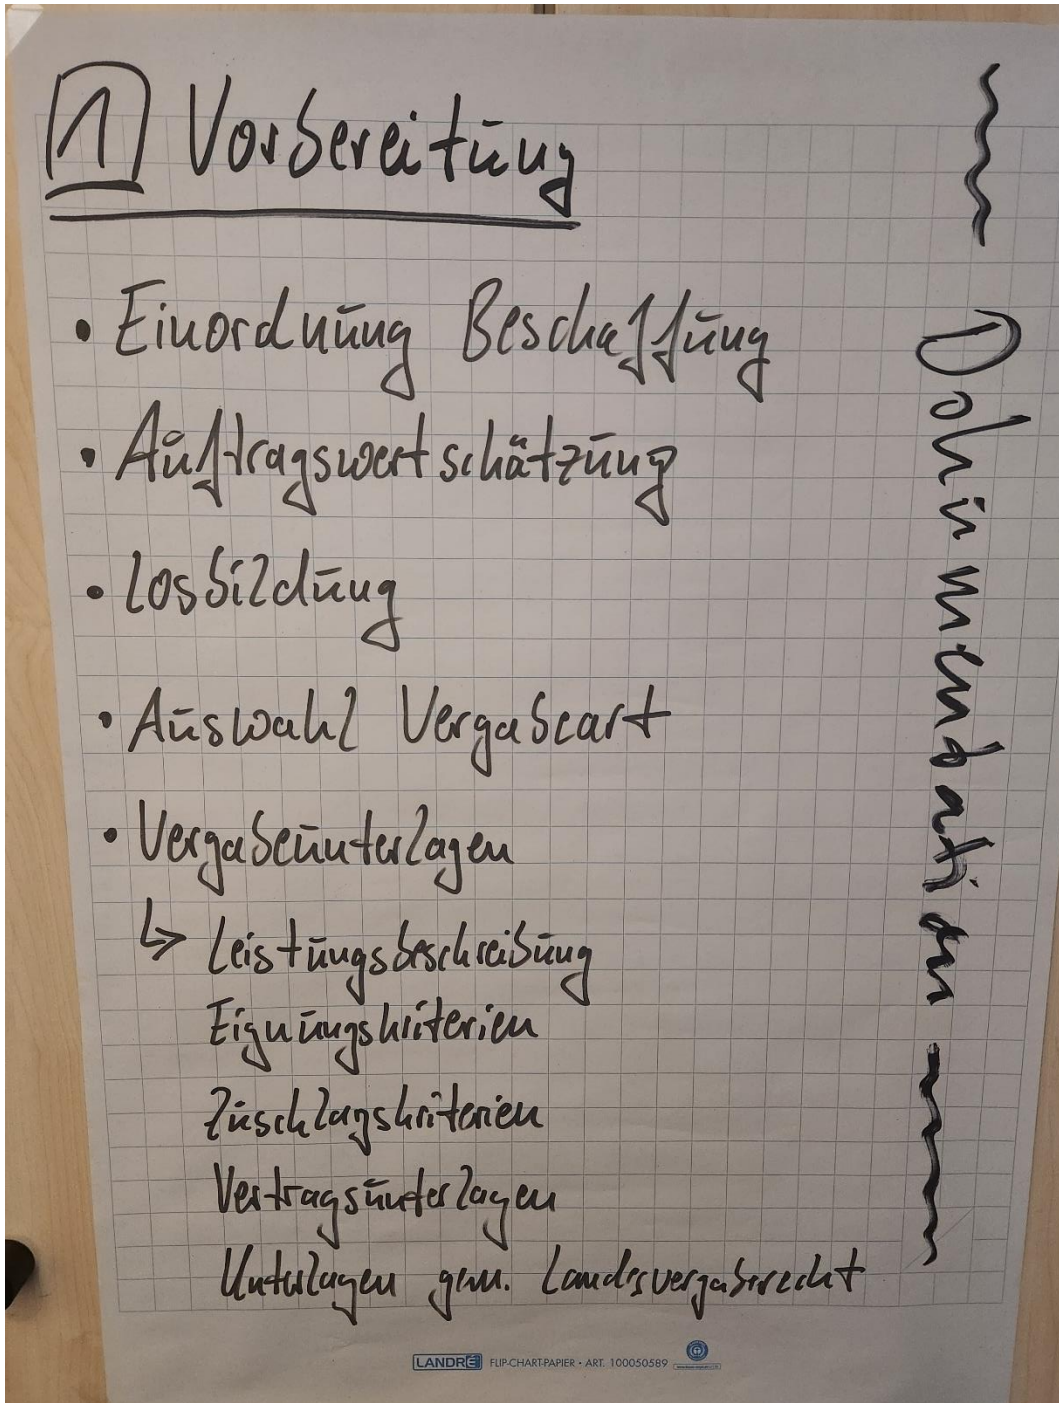 1 Vorbereitung
• Einordnung Beschaffung
• Auftragswertschätzung
• Losbildung
• Auswahl Vergabeart
• Vergabeunterlagen
↳ Leistungsbeschreibung
Eignungskriterien
Zuschlagskriterien
Vertragsunterlagen
Unterlagen gem. Landesvergaberecht
Dokumentation
LANDRÉ FLIP-CHART-PAPIER • ART. 100050589